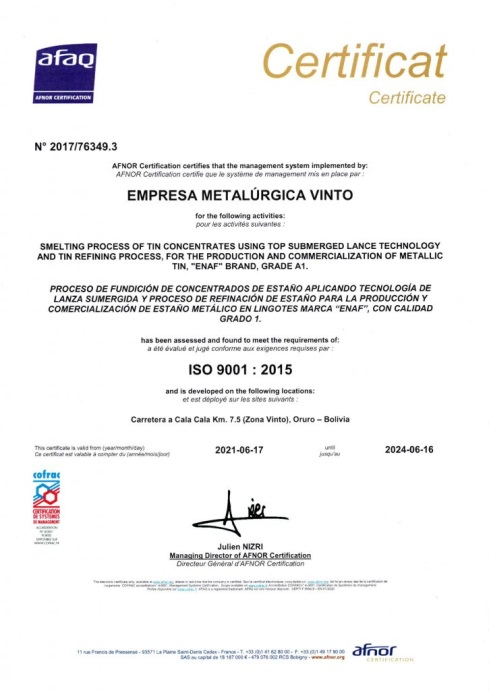 afaq
AFNOR CERTIFICATION
Certificat
Certificate
N° 2017/76349.3
AFNOR Certification certifies that the management system implemented by:
AFNOR Certification certifie que le système de management mis en place par :
EMPRESA METALÚRGICA VINTO
for the following activities:
pour les activités suivantes :
SMELTING PROCESS OF TIN CONCENTRATES USING TOP SUBMERGED LANCE TECHNOLOGY
AND TIN REFINING PROCESS, FOR THE PRODUCTION AND COMMERCIALIZATION OF METALLIC
TIN, "ENAF" BRAND, GRADE A1.
PROCESO DE FUNDICIÓN DE CONCENTRADOS DE ESTAÑO APLICANDO TECNOLOGÍA DE
LANZA SUMERGIDA Y PROCESO DE REFINACIÓN DE ESTAÑO PARA LA PRODUCCIÓN Y
COMERCIALIZACIÓN DE ESTAÑO METÁLICO EN LINGOTES MARCA "ENAF", CON CALIDAD
GRADO 1.
has been assessed and found to meet the requirements of:
a été évalué et jugé conforme aux exigences requises par :
ISO 9001 : 2015
and is developed on the following locations:
et est déployé sur les sites suivants :
Carretera a Cala Cala Km. 7.5 (Zona Vinto), Oruro – Bolivia
This certificate is valid from (year/month/day)
Ce certificat est valable à compter du (année/mois/jour)
2021-06-17
until
jusqu'au
2024-06-16
cofrac
CERTIFICATION
DE SYSTEMES
DE MANAGEMENT
Julien NIZRI
Managing Director of AFNOR Certification
Directeur Général d'AFNOR Certification
11 rue Francis de Pressensé - 93571 La Plaine Saint-Denis Cedex - France - T. +33 (0)1 41 62 80 00 - F. +33 (0)1 49 17 90 00
SAS au capital de 18 187 000 € - 479 076 002 RCS Bobigny - www.afnor.org
afnor
CERTIFICATION